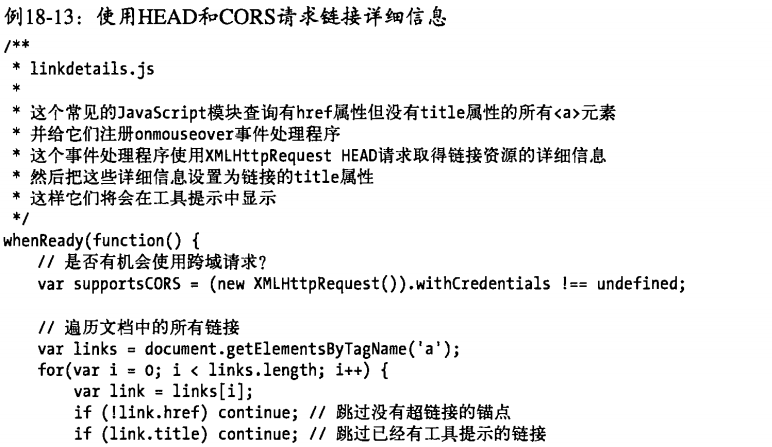 例18-13：使用HEAD和CORS请求链接详细信息
/**
 * linkdetails.js
 *
 * 这个常见的JavaScript模块查询有href属性但没有title属性的所有<a>元素
 * 并给它们注册onmouseover事件处理程序
 * 这个事件处理程序使用XMLHttpRequest HEAD请求取得链接资源的详细信息
 * 然后把这些详细信息设置为链接的title属性
 * 这样它们将会在工具提示中显示
 */
whenReady(function() {
    // 是否有机会使用跨域请求?
    var supportsCORS = (new XMLHttpRequest()).withCredentials !== undefined;
    // 遍历文档中的所有链接
    var links = document.getElementsByTagName('a');
    for(var i = 0; i < links.length; i++) {
        var link = links[i];
        if (!link.href) continue; // 跳过没有超链接的锚点
        if (link.title) continue; // 跳过已经有工具提示的链接